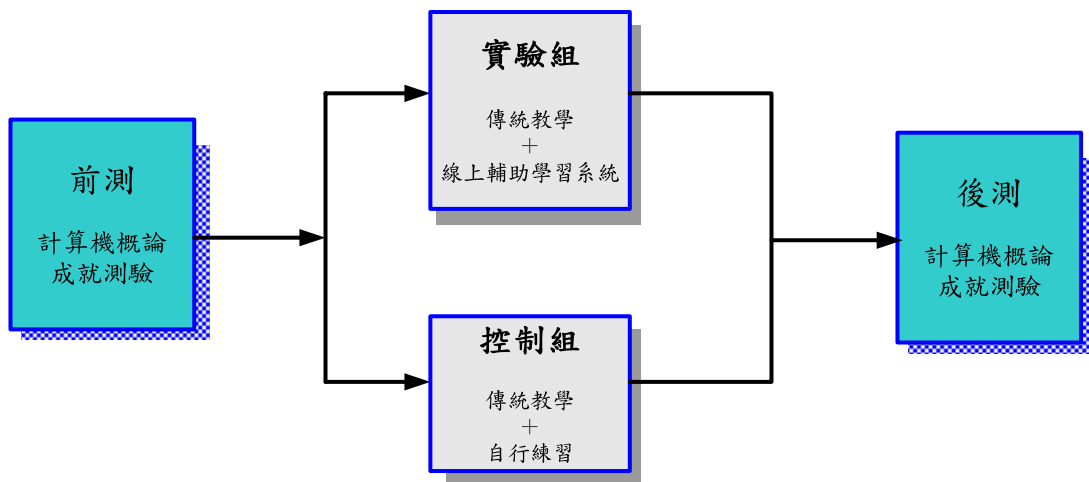 前測
計算機概論
成就測驗
實驗組
傳統教學
+
線上輔助學習系統
控制組
傳統教學
+
自行練習
後測
計算機概論
成就測驗